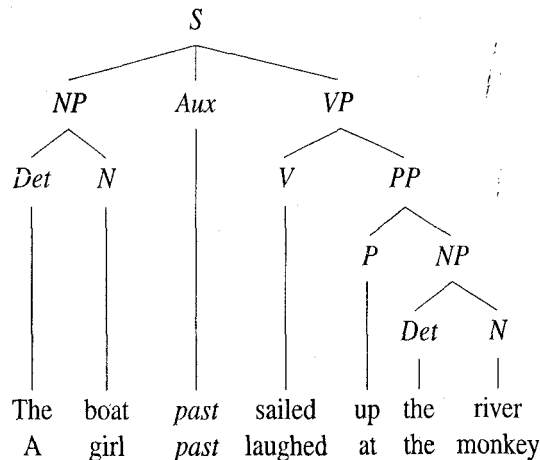 S
NP Aux VP
Det N V PP
P NP
Det N
The boat past sailed up the river
A girl past laughed at the monkey